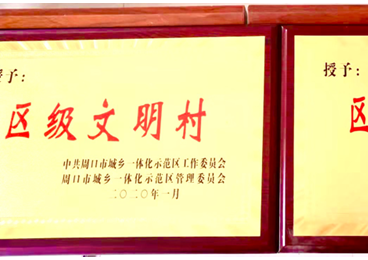 授予：
区级文明村
中共周口市城乡一体化示范区工作委员会
周口市城乡一体化示范区管理委员会
二〇二〇年一月
授予：
区